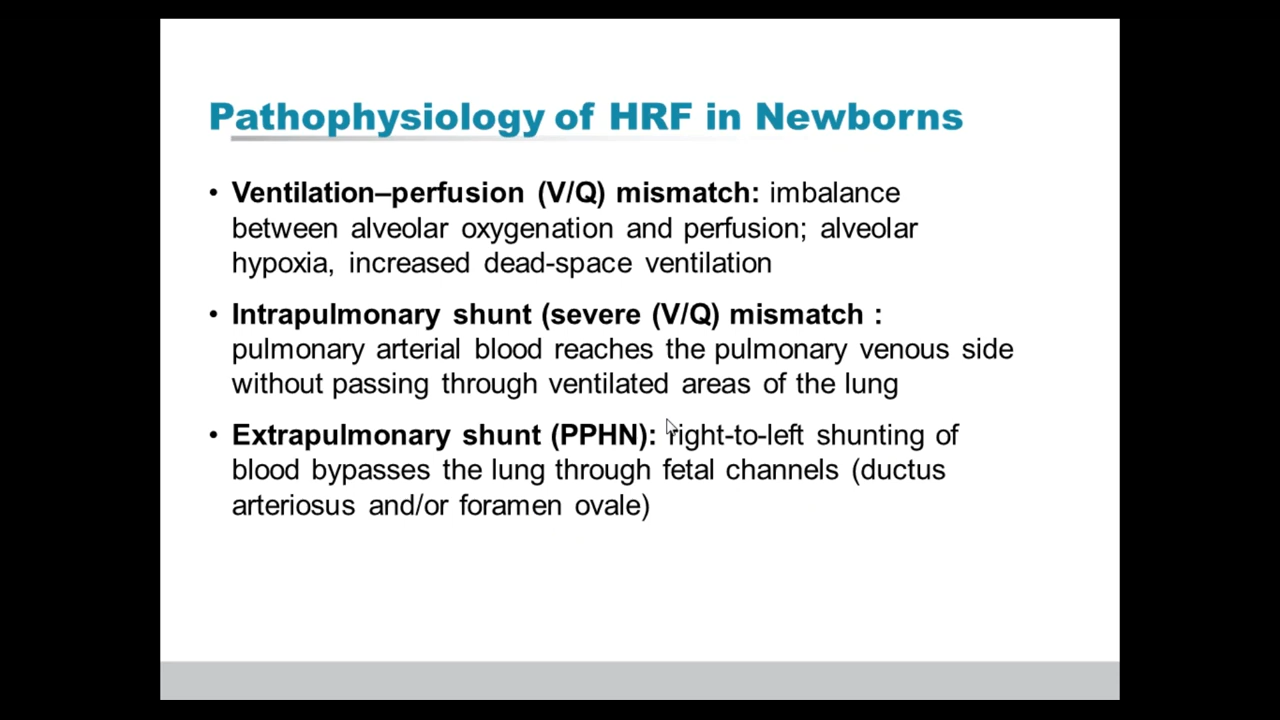 Pathophysiology of HRF in Newborns
• Ventilation–perfusion (V/Q) mismatch: imbalance
between alveolar oxygenation and perfusion; alveolar
hypoxia, increased dead-space ventilation
• Intrapulmonary shunt (severe (V/Q) mismatch :
pulmonary arterial blood reaches the pulmonary venous side
without passing through ventilated areas of the lung
• Extrapulmonary shunt (PPHN): right-to-left shunting of
blood bypasses the lung through fetal channels (ductus
arteriosus and/or foramen ovale)